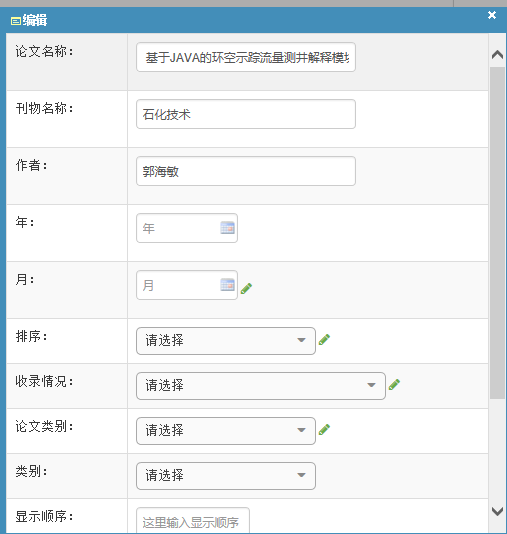 编辑
论文名称：
基于JAVA的环空示踪流量测井解释模块
刊物名称：
石化技术
作者：
郭海敏
年：
年
月：
月
排序：
请选择
收录情况：
请选择
论文类别：
请选择
类别：
请选择
显示顺序：
这里输入显示顺序